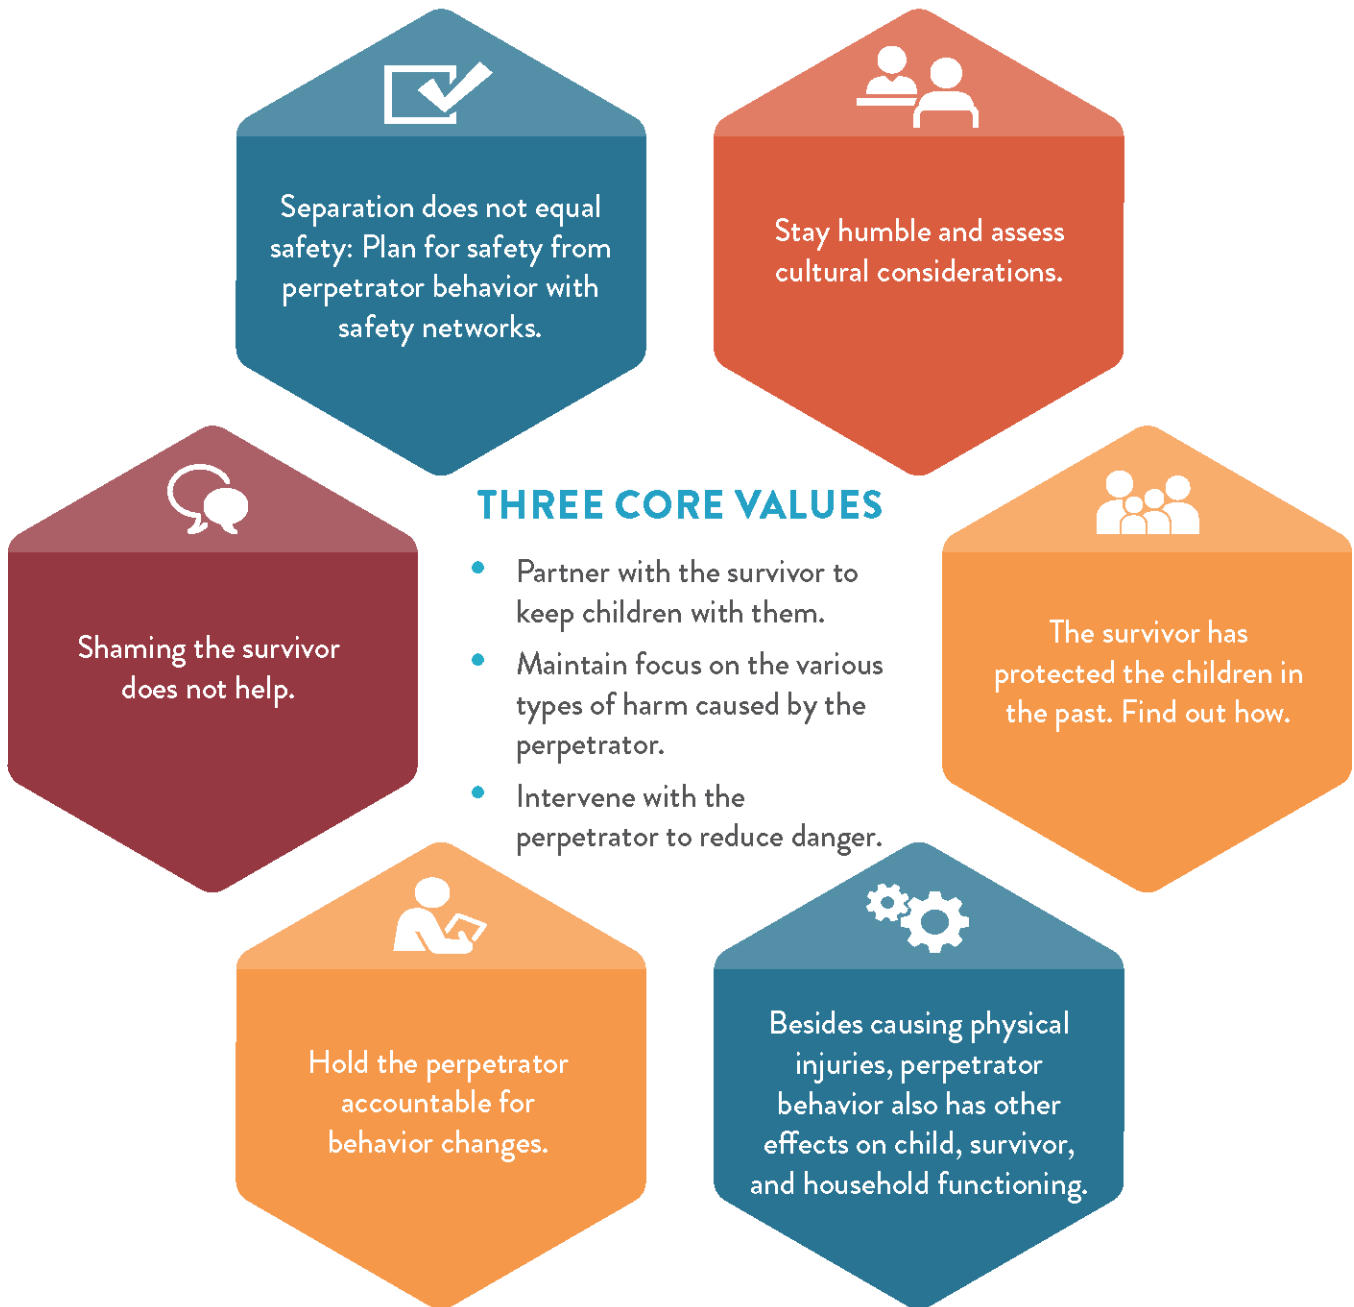 Separation does not equal
safety: Plan for safety from
perpetrator behavior with
safety networks.
Stay humble and assess
cultural considerations.
Shaming the survivor
does not help.
THREE CORE VALUES
• Partner with the survivor to
keep children with them.
• Maintain focus on the various
types of harm caused by the
perpetrator.
• Intervene with the
perpetrator to reduce danger.
The survivor has
protected the children in
the past. Find out how.
Hold the perpetrator
accountable for
behavior changes.
Besides causing physical
injuries, perpetrator
behavior also has other
effects on child, survivor,
and household functioning.